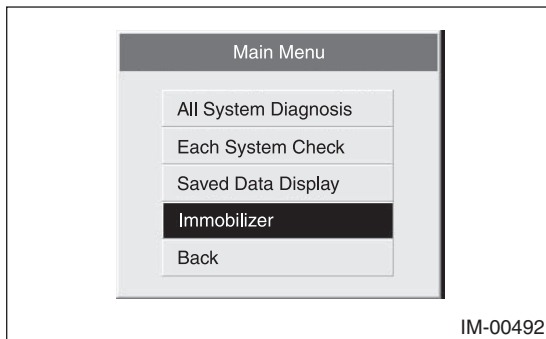 Main Menu
All System Diagnosis
Each System Check
Saved Data Display
Immobilizer
Back
IM-00492